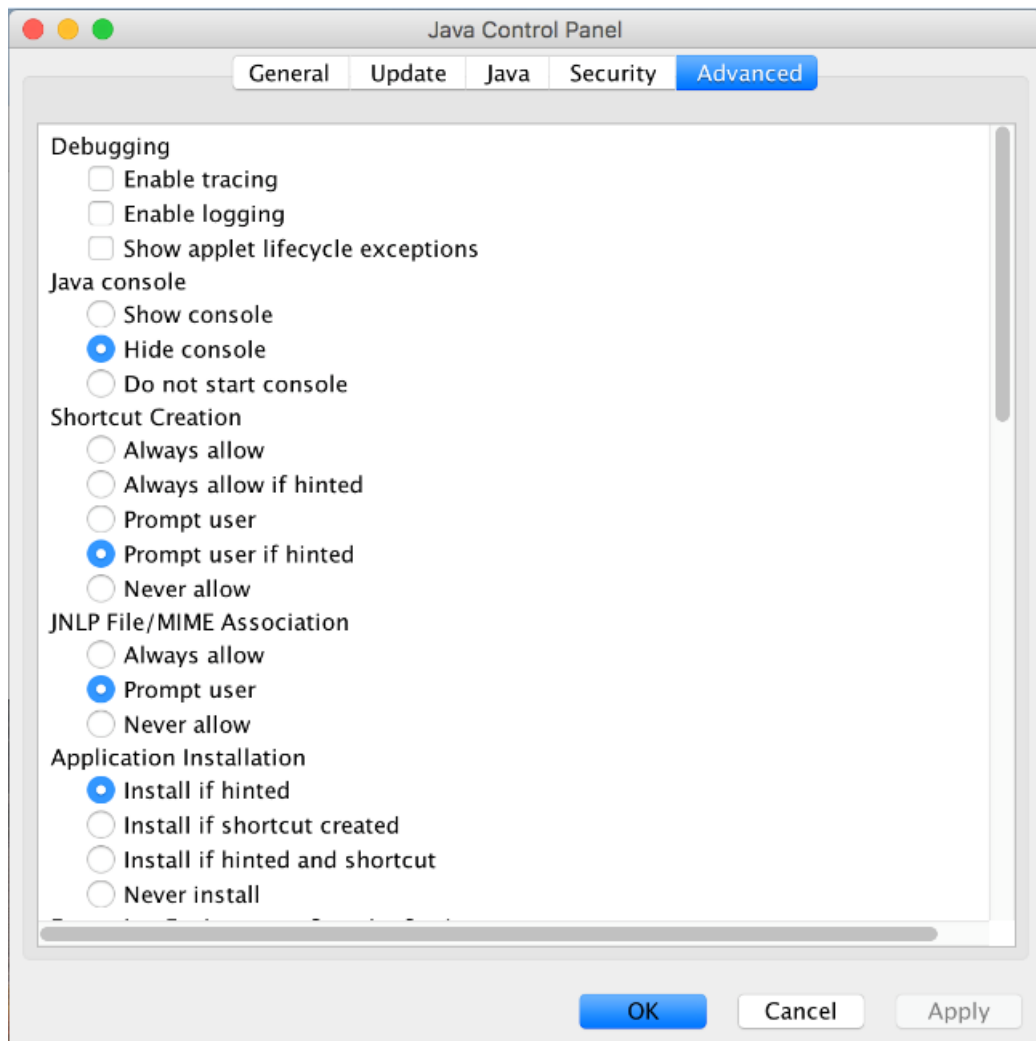 Java Control Panel
General Update Java Security Advanced
Debugging
Enable tracing
Enable logging
Show applet lifecycle exceptions
Java console
Show console
Hide console
Do not start console
Shortcut Creation
Always allow
Always allow if hinted
Prompt user
Prompt user if hinted
Never allow
JNLP File/MIME Association
Always allow
Prompt user
Never allow
Application Installation
Install if hinted
Install if shortcut created
Install if hinted and shortcut
Never install
OK Cancel Apply